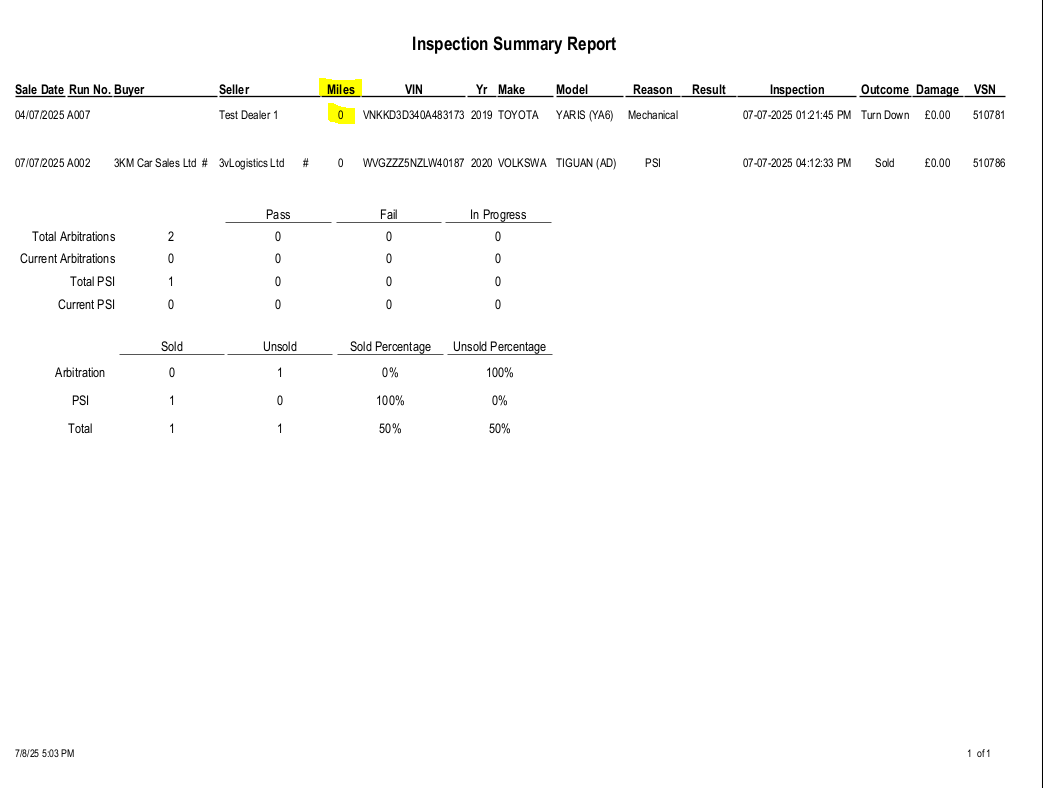 Inspection Summary Report
Sale Date Run No. Buyer Seller Miles VIN Yr Make Model Reason Result Inspection Outcome Damage VSN
04/07/2025 A007 Test Dealer 1 0 VNKKD3D340A483173 2019 TOYOTA YARIS (YA6) Mechanical 07-07-2025 01:21:45 PM Turn Down £0.00 510781
07/07/2025 A002 3KM Car Sales Ltd # 3vLogistics Ltd # 0 WVGZZZ5NZLW40187 2020 VOLKSWA TIGUAN (AD) PSI 07-07-2025 04:12:33 PM Sold £0.00 510786
Pass Fail In Progress
Total Arbitrations 2 0 0 0
Current Arbitrations 0 0 0 0
Total PSI 1 0 0 0
Current PSI 0 0 0 0
Sold Unsold Sold Percentage Unsold Percentage
Arbitration 0 1 0% 100%
PSI 1 0 100% 0%
Total 1 1 50% 50%
7/8/25 5:03 PM 1 of 1